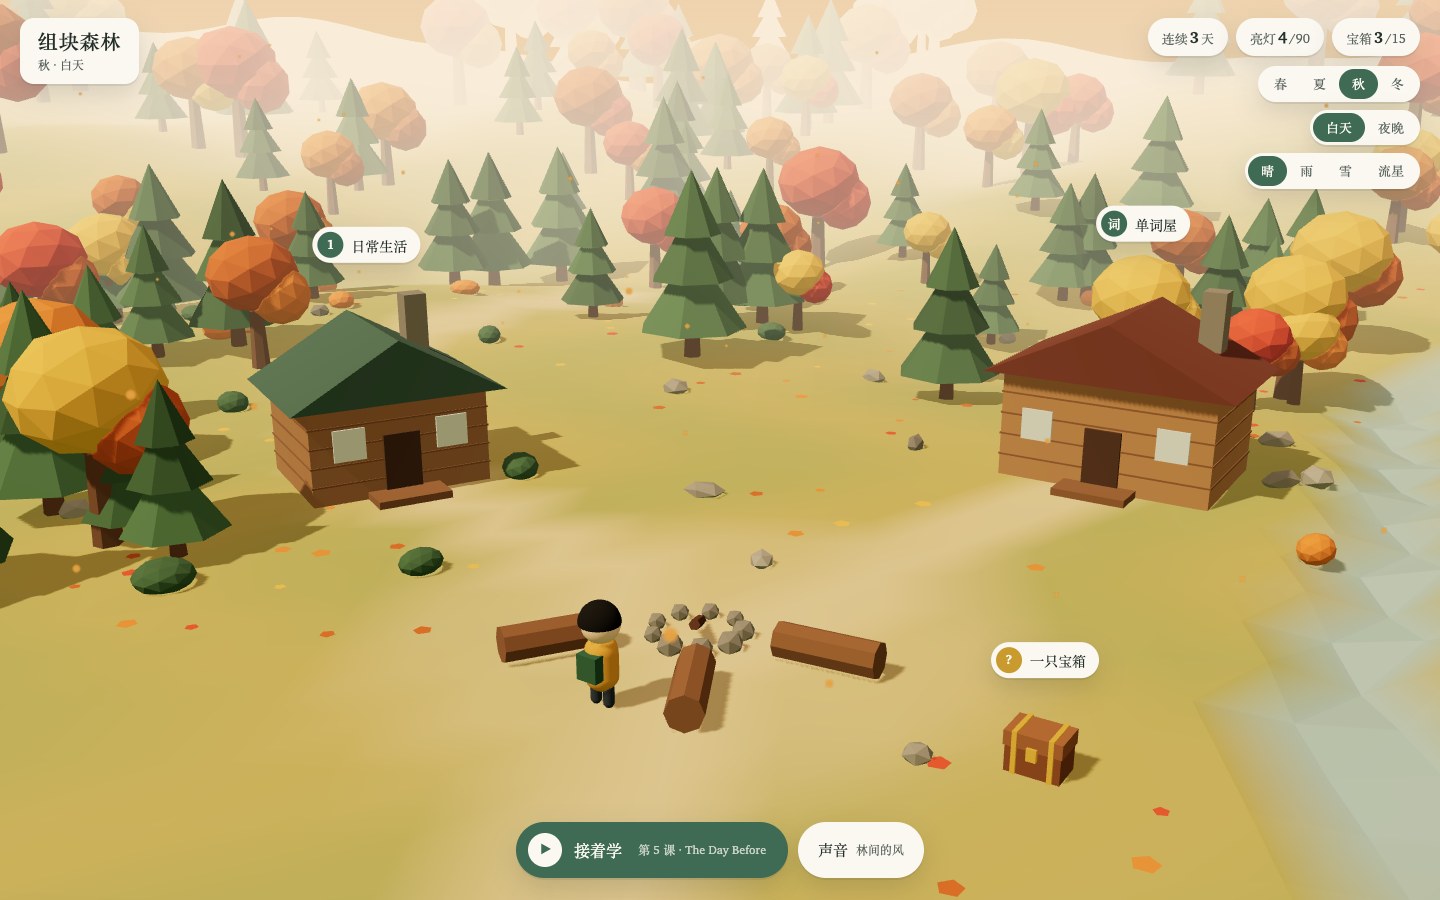 组块森林
秋 · 白天
连续 3 天
亮灯 4/90
宝箱 3/15
春 夏 秋 冬
白天 夜晚
晴 雨 雪 流星
1 日常生活
词 单词屋
? 一只宝箱
接着学 第 5 课 · The Day Before
声音 林间的风